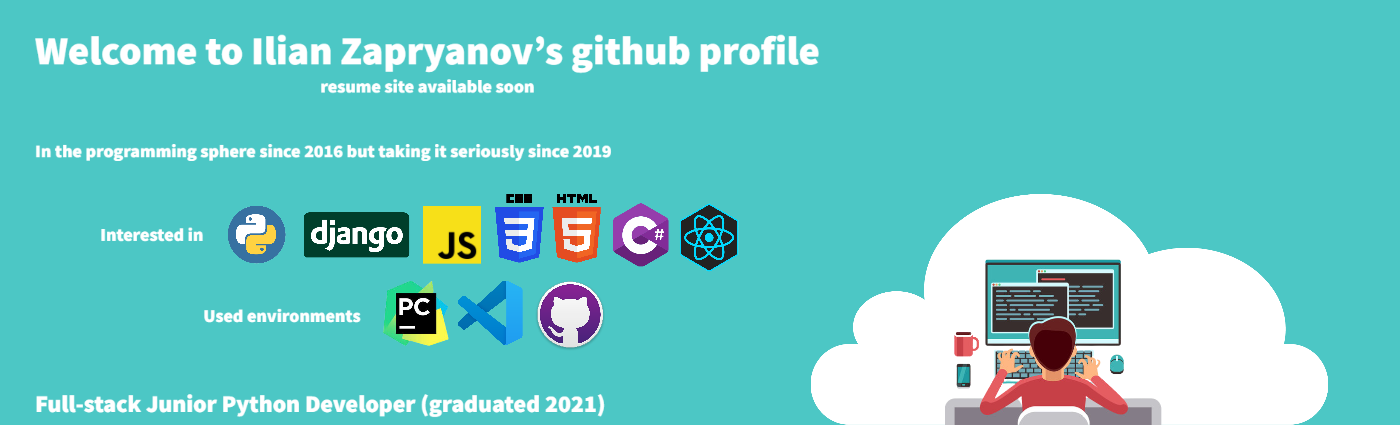 Welcome to Ilian Zapryanov’s github profile
resume site available soon
In the programming sphere since 2016 but taking it seriously since 2019
CSS HTML
Interested in django JS 3 5 C#
Used environments PC
Full-stack Junior Python Developer (graduated 2021)